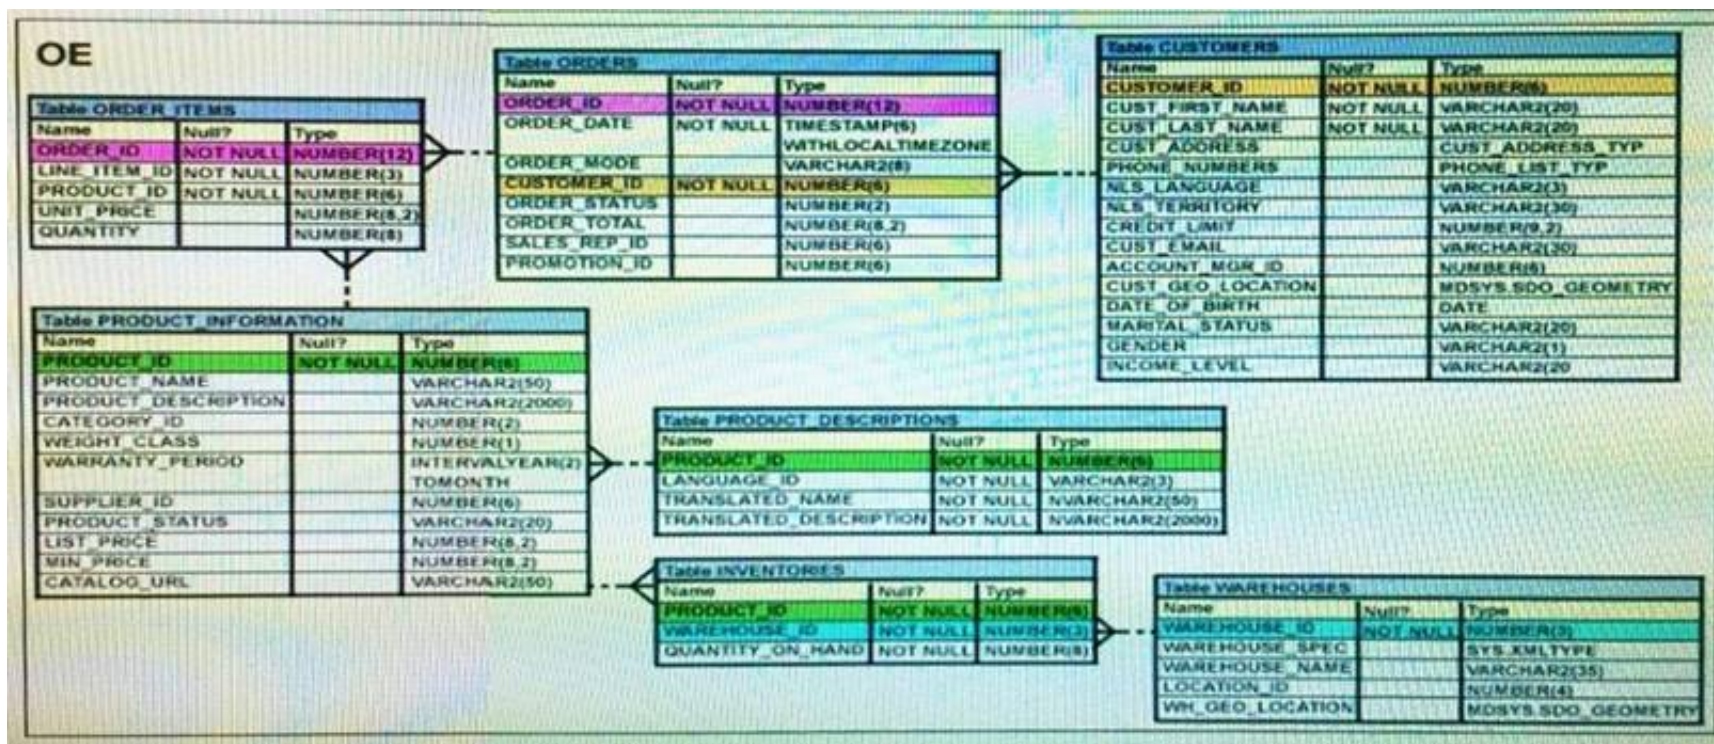 OE
Table ORDER_ITEMS
Name Null? Type
ORDER_ID NOT NULL NUMBER(12)
LINE_ITEM_ID NOT NULL NUMBER(3)
PRODUCT_ID NOT NULL NUMBER(6)
UNIT_PRICE NUMBER(8,2)
QUANTITY NUMBER(8)
Table ORDERS
Name Null? Type
ORDER_ID NOT NULL NUMBER(12)
ORDER_DATE NOT NULL TIMESTAMP(6)
WITHLOCALTIMEZONE
ORDER_MODE VARCHAR2(8)
CUSTOMER_ID NOT NULL NUMBER(6)
ORDER_STATUS NUMBER(2)
ORDER_TOTAL NUMBER(8,2)
SALES_REP_ID NUMBER(6)
PROMOTION_ID NUMBER(6)
Table CUSTOMERS
Name Null? Type
CUSTOMER_ID NOT NULL NUMBER(6)
CUST_FIRST_NAME NOT NULL VARCHAR2(20)
CUST_LAST_NAME NOT NULL VARCHAR2(20)
CUST_ADDRESS CUST_ADDRESS_TYP
PHONE_NUMBERS PHONE_LIST_TYP
NLS_LANGUAGE VARCHAR2(3)
NLS_TERRITORY VARCHAR2(30)
CREDIT_LIMIT NUMBER(9,2)
CUST_EMAIL VARCHAR2(30)
ACCOUNT_MGR_ID NUMBER(6)
CUST_GEO_LOCATION MDSYS.SDO_GEOMETRY
DATE_OF_BIRTH DATE
MARITAL_STATUS VARCHAR2(20)
GENDER VARCHAR2(1)
INCOME_LEVEL VARCHAR2(20
Table PRODUCT_INFORMATION
Name Null? Type
PRODUCT_ID NOT NULL NUMBER(6)
PRODUCT_NAME VARCHAR2(50)
PRODUCT_DESCRIPTION VARCHAR2(2000)
CATEGORY_ID NUMBER(2)
WEIGHT_CLASS NUMBER(1)
WARRANTY_PERIOD INTERVALYEAR(2)
TOMONTH
SUPPLIER_ID NUMBER(6)
PRODUCT_STATUS VARCHAR2(20)
LIST_PRICE NUMBER(8,2)
MIN_PRICE NUMBER(8,2)
CATALOG_URL VARCHAR2(50)
Table PRODUCT_DESCRIPTIONS
Name Null? Type
PRODUCT_ID NOT NULL NUMBER(6)
LANGUAGE_ID NOT NULL VARCHAR2(3)
TRANSLATED_NAME NOT NULL NVARCHAR2(50)
TRANSLATED_DESCRIPTION NOT NULL NVARCHAR2(2000)
Table INVENTORIES
Name Null? Type
PRODUCT_ID NOT NULL NUMBER(6)
WAREHOUSE_ID NOT NULL NUMBER(3)
QUANTITY_ON_HAND NOT NULL NUMBER(8)
Table WAREHOUSES
Name Null? Type
WAREHOUSE_ID NOT NULL NUMBER(3)
WAREHOUSE_SPEC SYS.XMLTYPE
WAREHOUSE_NAME VARCHAR2(35)
LOCATION_ID NUMBER(4)
WH_GEO_LOCATION MDSYS.SDO_GEOMETRY